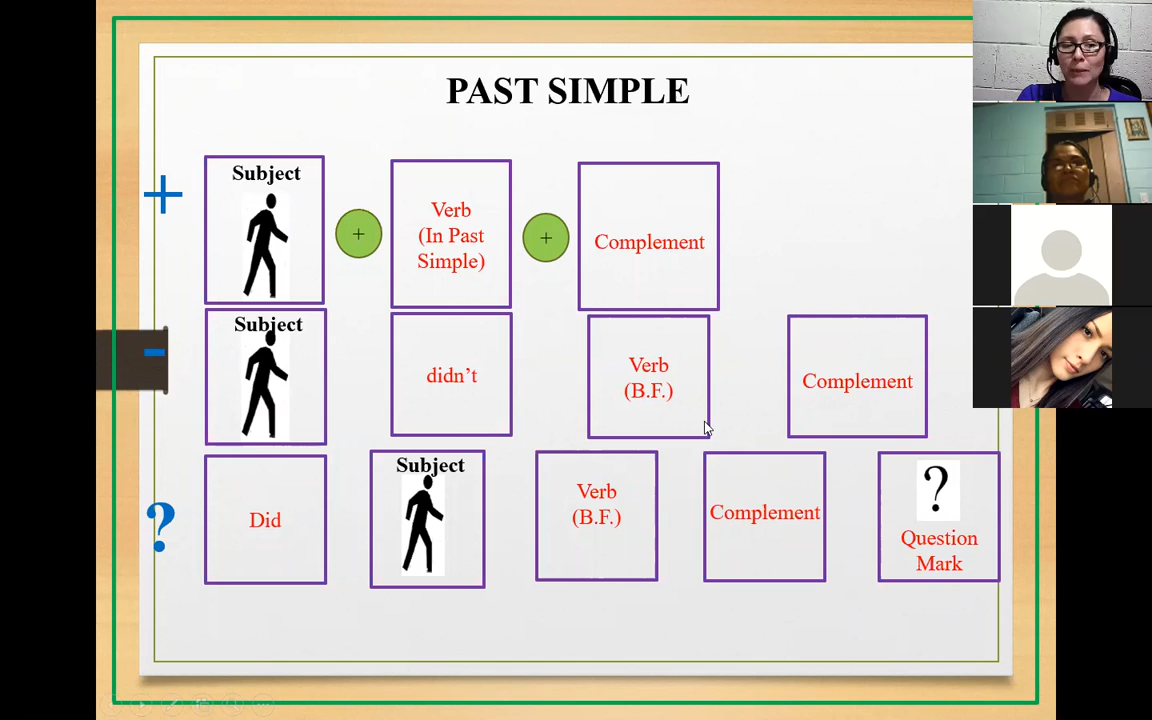 PAST SIMPLE
+
Subject
+
Verb
(In Past
Simple)
+
Complement
-
Subject
didn’t
Verb
(B.F.)
Complement
?
Did
Subject
Verb
(B.F.)
Complement
?
Question
Mark